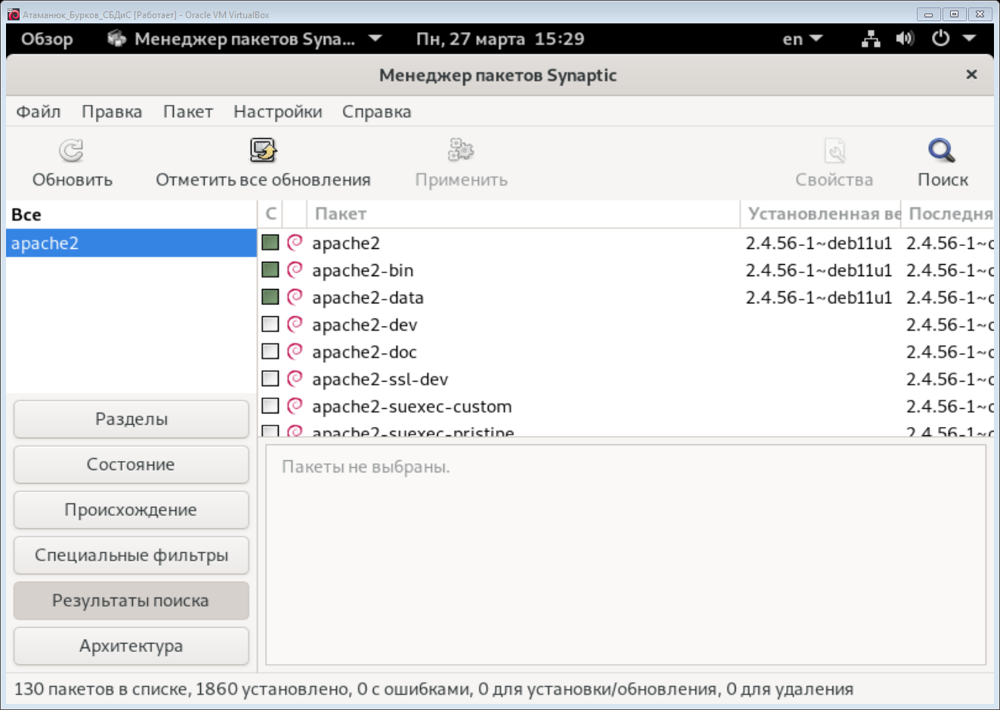 Атаманюк_Бурков_СБДиС [Работает] - Oracle VM VirtualBox
Обзор Менеджер пакетов Syna... Пн, 27 марта 15:29 en
Менеджер пакетов Synaptic
Файл Правка Пакет Настройки Справка
Обновить Отметить все обновления Применить Свойства Поиск
Все
apache2
С Пакет Установленная ве Последня
apache2 2.4.56-1~deb11u1 2.4.56-1~
apache2-bin 2.4.56-1~deb11u1 2.4.56-1~
apache2-data 2.4.56-1~deb11u1 2.4.56-1~
apache2-dev 2.4.56-1~
apache2-doc 2.4.56-1~
apache2-ssl-dev 2.4.56-1~
apache2-suexec-custom 2.4.56-1~
apache2-suexec-pristine 2.4.56-1~
Разделы
Состояние
Происхождение
Специальные фильтры
Результаты поиска
Архитектура
Пакеты не выбраны.
130 пакетов в списке, 1860 установлено, 0 с ошибками, 0 для установки/обновления, 0 для удаления